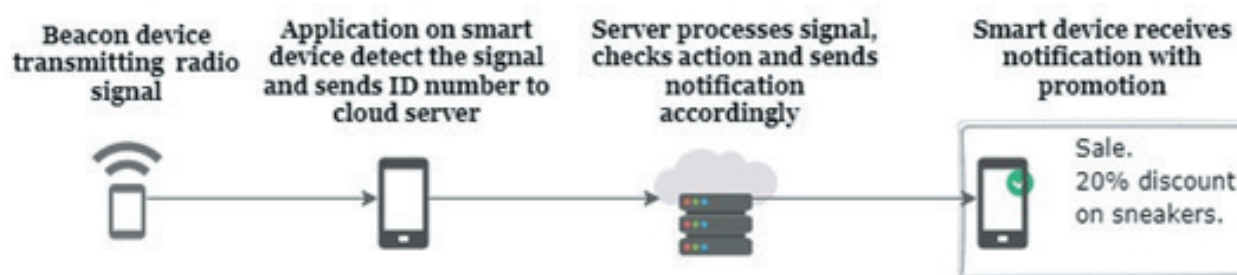 Beacon device
transmitting radio
signal
Application on smart
device detect the signal
and sends ID number to
cloud server
Server processes signal,
checks action and sends
notification
accordingly
Smart device receives
notification with
promotion
Sale.
20% discount
on sneakers.